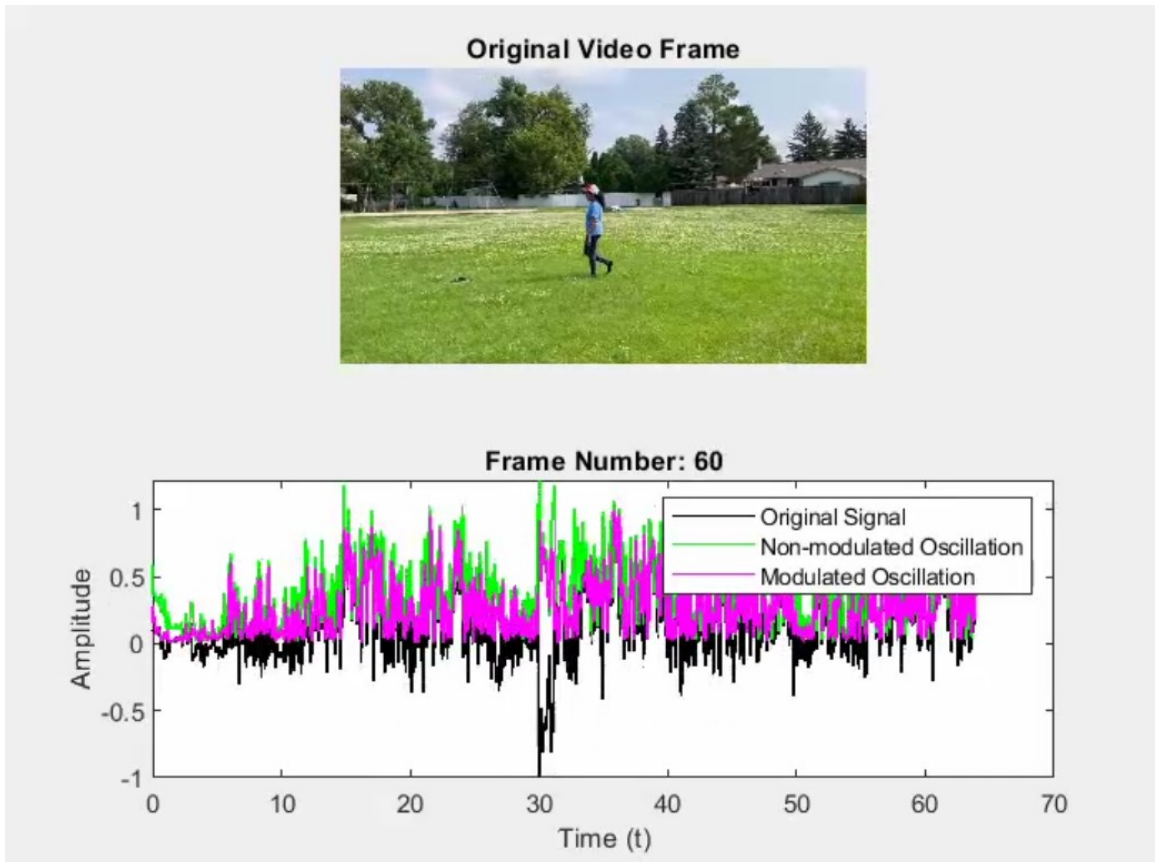 Original Video Frame
Frame Number: 60
1
0.5
0
-0.5
-1
Amplitude
Original Signal
Non-modulated Oscillation
Modulated Oscillation
0 10 20 30 40 50 60 70
Time (t)